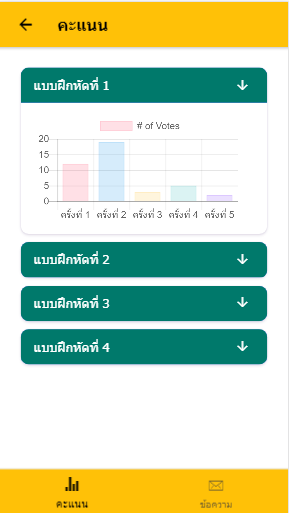 คะแนน
แบบฝึกหัดที่ 1
# of Votes
20
15
10
5
0
ครั้งที่ 1 ครั้งที่ 2 ครั้งที่ 3 ครั้งที่ 4 ครั้งที่ 5
แบบฝึกหัดที่ 2
แบบฝึกหัดที่ 3
แบบฝึกหัดที่ 4
คะแนน ข้อความ